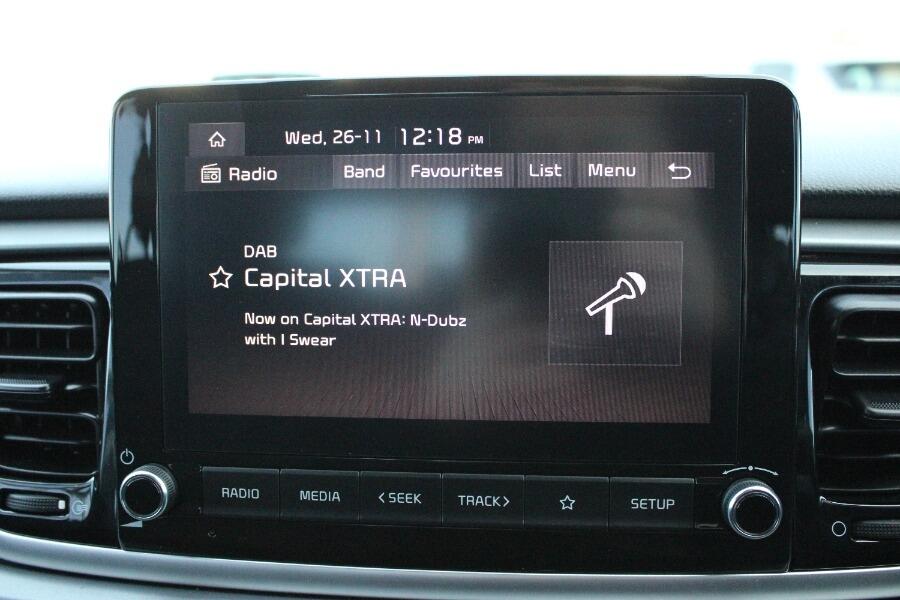 Wed, 26-11 12:18 PM
Radio Band Favourites List Menu
DAB
Capital XTRA
Now on Capital XTRA: N-Dubz
with I Swear
RADIO MEDIA <SEEK TRACK> SETUP